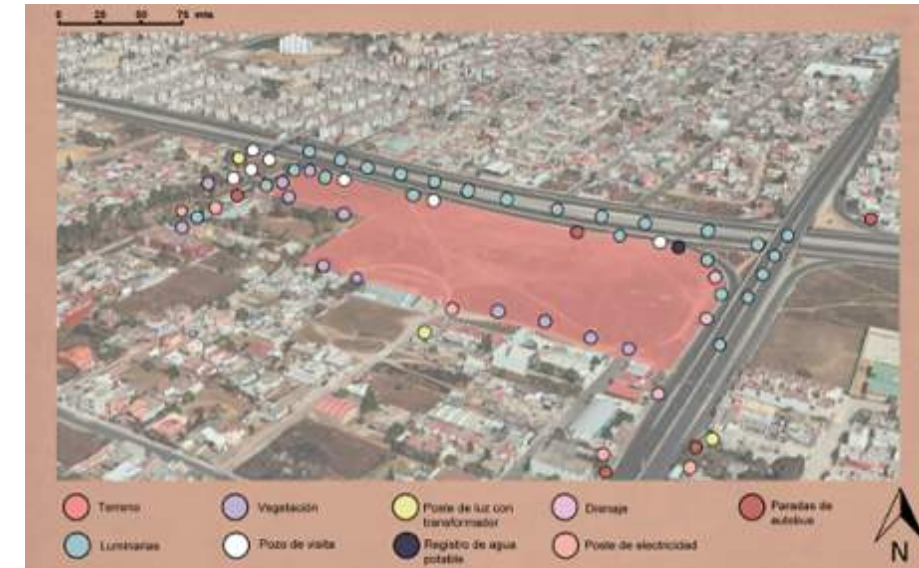 0 25 50 75 mts
Terreno
Vegetación
Poste de luz con
transformador
Drenaje
Paradas de
autobus
Luminarias
Pozo de visita
Registro de agua
potable
Poste de electricidad
N